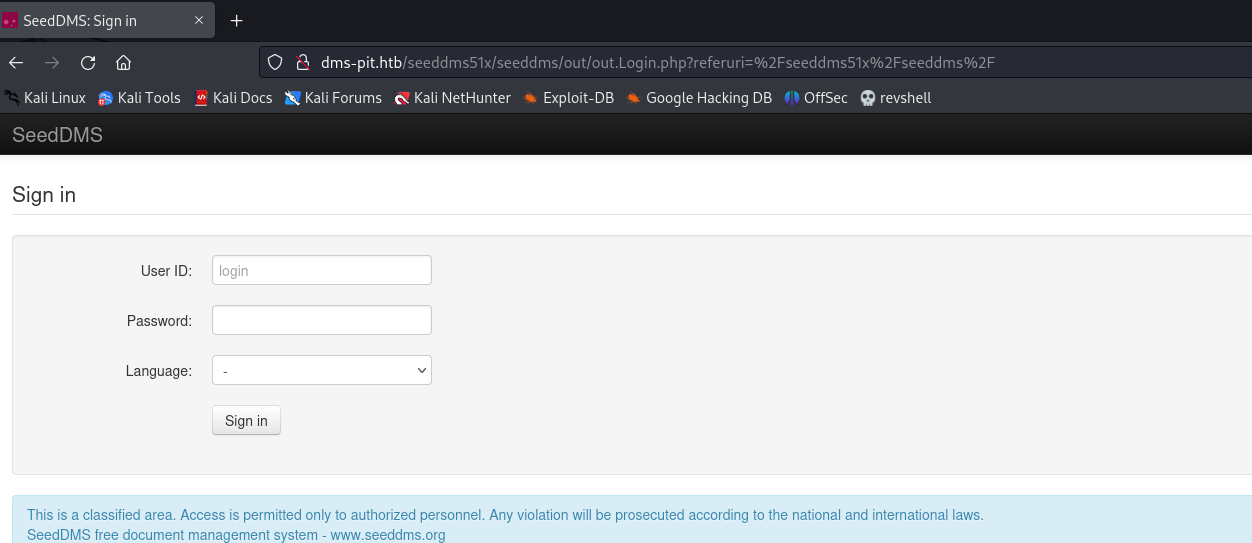 SeedDMS: Sign in
dms-pit.htb/seeddms51x/seeddms/out/out.Login.php?referuri=%2Fseeddms51x%2Fseeddms%2F
Kali Linux Kali Tools Kali Docs Kali Forums Kali NetHunter Exploit-DB Google Hacking DB OffSec revshell
SeedDMS
Sign in
User ID: login
Password:
Language: -
Sign in
This is a classified area. Access is permitted only to authorized personnel. Any violation will be prosecuted according to the national and international laws.
SeedDMS free document management system - www.seeddms.org